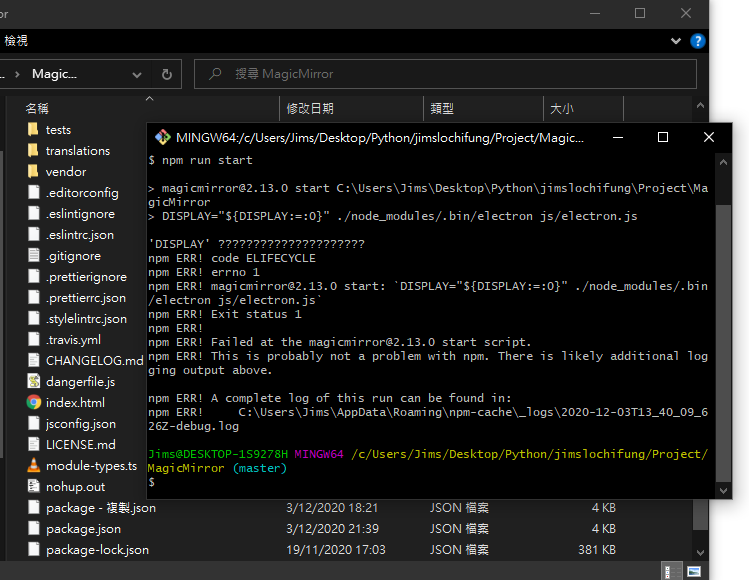 or
檢視
Magic...
搜尋 MagicMirror
名稱 修改日期 類型 大小
tests
translations
vendor
.editorconfig
.eslintignore
.eslintrc.json
.gitignore
.prettierignore
.prettierrc.json
.stylelintrc.json
.travis.yml
CHANGELOG.md
dangerfile.js
index.html
jsconfig.json
LICENSE.md
module-types.ts
nohup.out
package - 複製.json 3/12/2020 18:21 JSON 檔案 4 KB
package.json 3/12/2020 21:39 JSON 檔案 4 KB
package-lock.json 19/11/2020 17:03 JSON 檔案 381 KB
MINGW64:/c/Users/Jims/Desktop/Python/jimslochifung/Project/Magic...
$ npm run start
> magicmirror@2.13.0 start C:\Users\Jims\Desktop\Python\jimslochifung\Project\Ma
gicMirror
> DISPLAY="${DISPLAY:=:0}" ./node_modules/.bin/electron js/electron.js
'DISPLAY' ?????????????????????
npm ERR! code ELIFECYCLE
npm ERR! errno 1
npm ERR! magicmirror@2.13.0 start: `DISPLAY="${DISPLAY:=:0}" ./node_modules/.bin
/electron js/electron.js`
npm ERR! Exit status 1
npm ERR!
npm ERR! Failed at the magicmirror@2.13.0 start script.
npm ERR! This is probably not a problem with npm. There is likely additional log
ging output above.
npm ERR! A complete log of this run can be found in:
npm ERR!     C:\Users\Jims\AppData\Roaming\npm-cache\_logs\2020-12-03T13_40_09_6
26Z-debug.log
Jims@DESKTOP-1S9278H MINGW64 /c/Users/Jims/Desktop/Python/jimslochifung/Project/
MagicMirror (master)
$